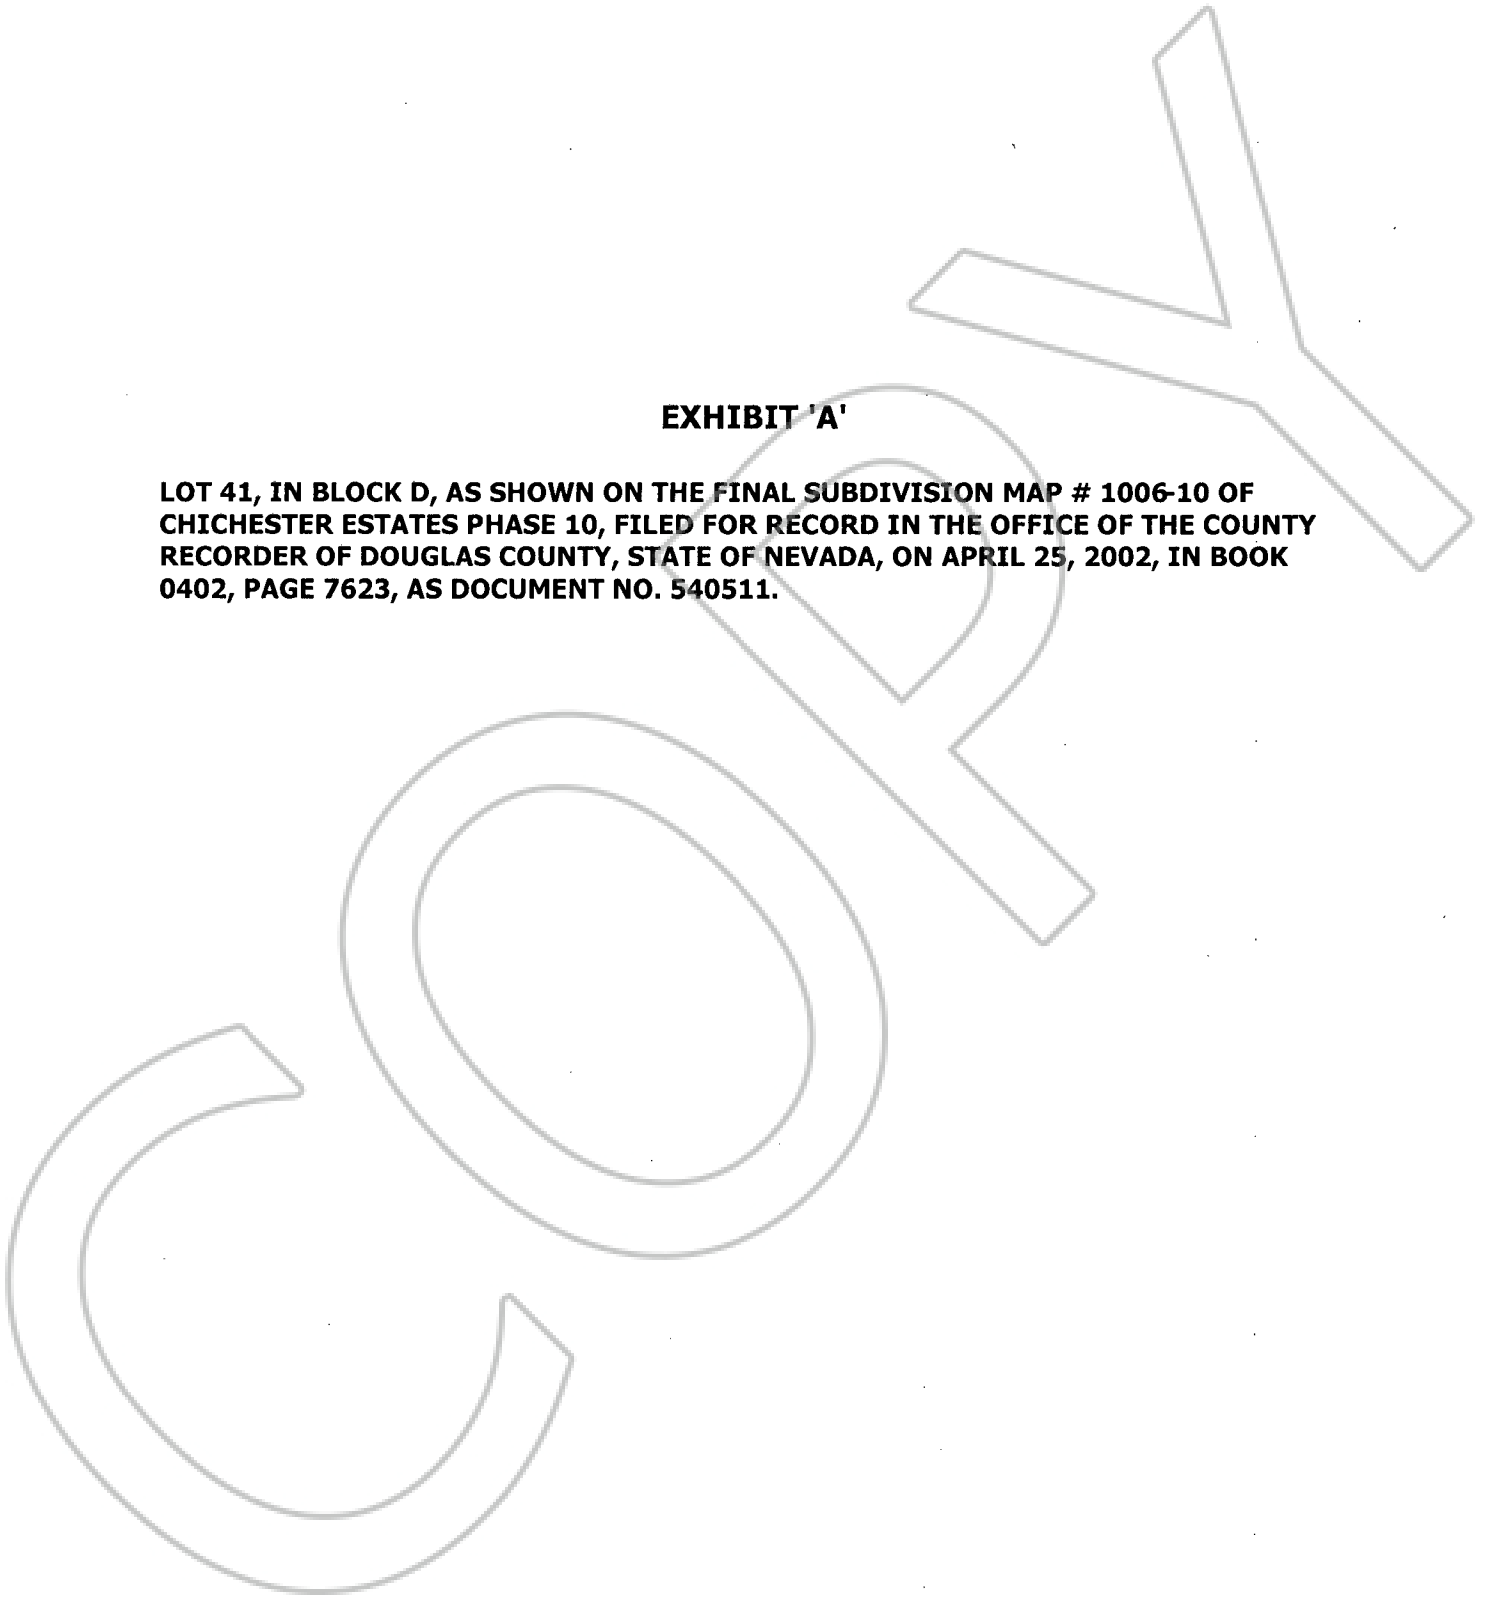 EXHIBIT 'A'
LOT 41, IN BLOCK D, AS SHOWN ON THE FINAL SUBDIVISION MAP # 1006-10 OF
CHICHESTER ESTATES PHASE 10, FILED FOR RECORD IN THE OFFICE OF THE COUNTY
RECORDER OF DOUGLAS COUNTY, STATE OF NEVADA, ON APRIL 25, 2002, IN BOOK
0402, PAGE 7623, AS DOCUMENT NO. 540511.
COPY